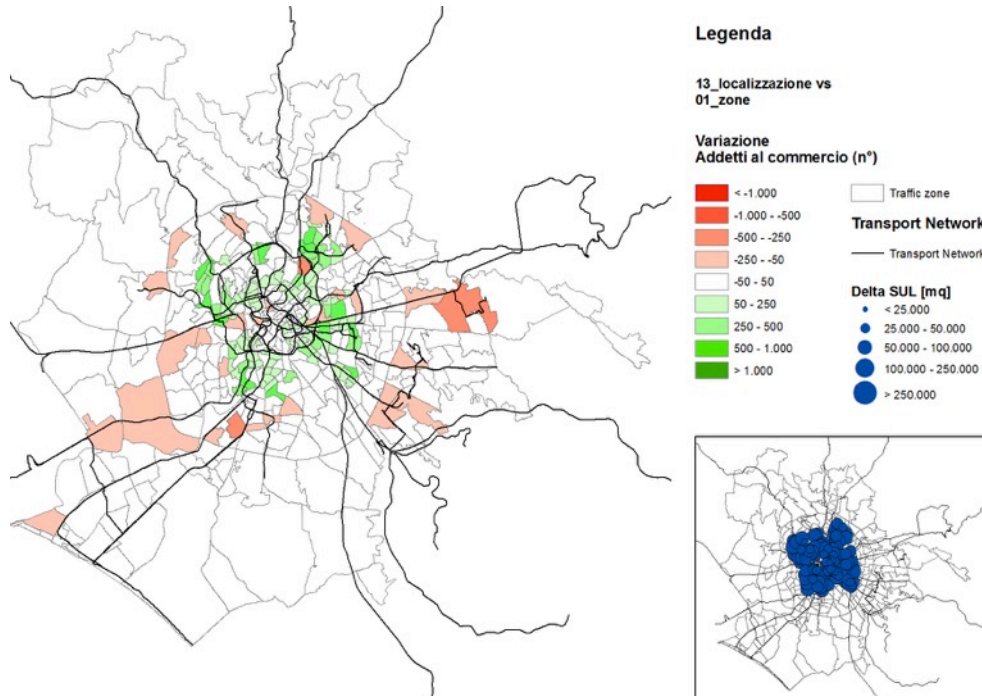 Legenda
13_localizzazione vs
01_zone
Variazione
Addetti al commercio (n°)
< -1.000
-1.000 - -500
-500 - -250
-250 - -50
-50 - 50
50 - 250
250 - 500
500 - 1.000
> 1.000
Traffic zone
Transport Network
Transport Network
Delta SUL [mq]
< 25.000
25.000 - 50.000
50.000 - 100.000
100.000 - 250.000
> 250.000